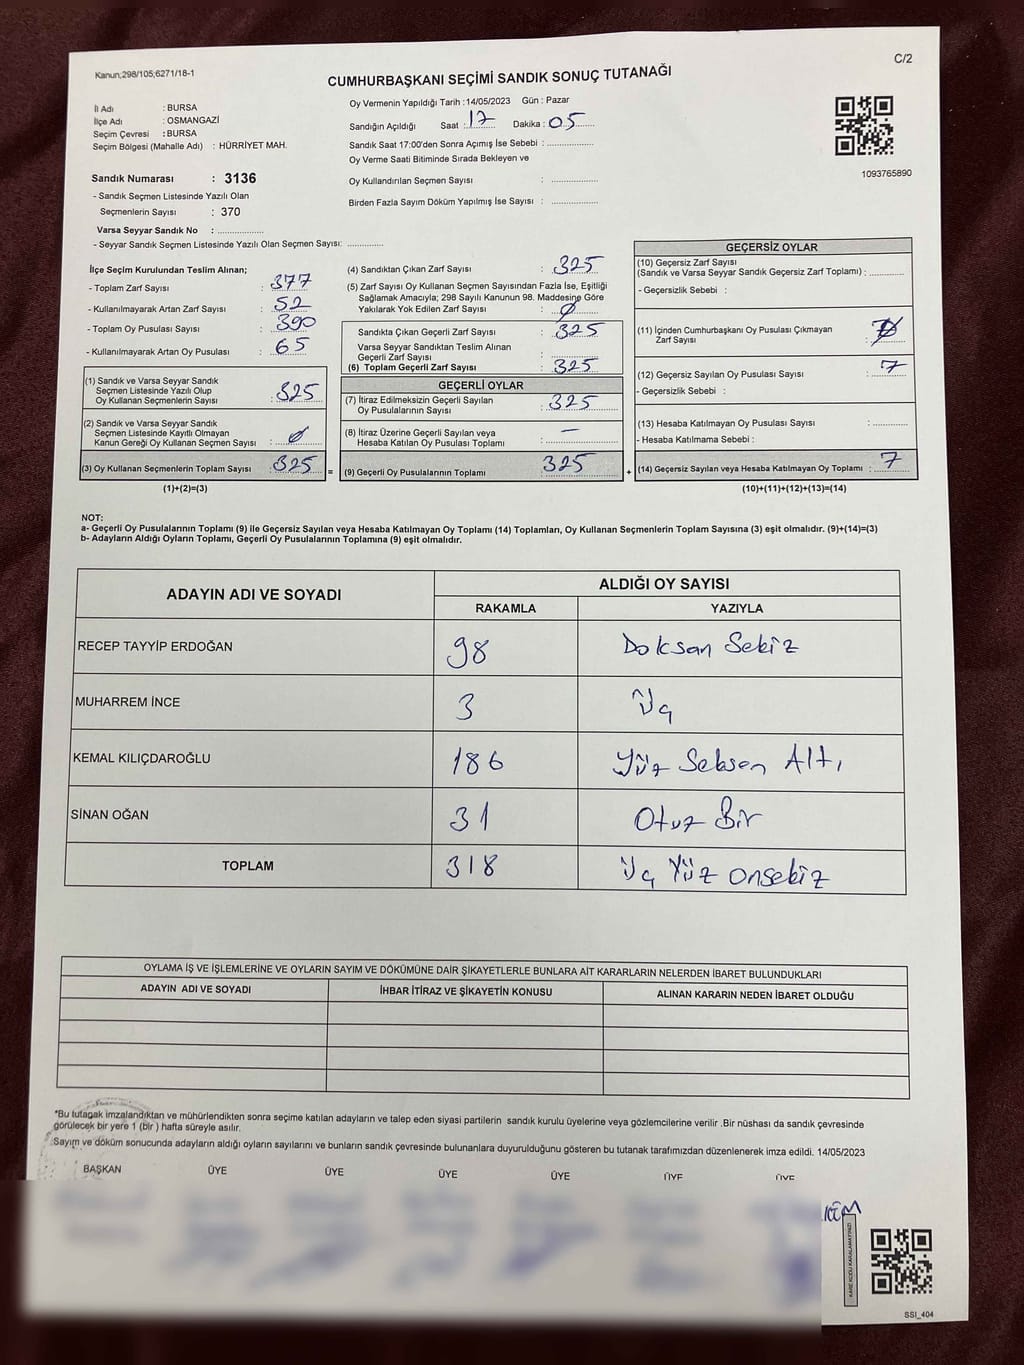 Kanun;298/105;6271/18-1
C/2
CUMHURBAŞKANI SEÇİMİ SANDIK SONUÇ TUTANAĞI
İl Adı : BURSA
İlçe Adı : OSMANGAZİ
Seçim Çevresi : BURSA
Seçim Bölgesi (Mahalle Adı) : HÜRRİYET MAH.
Oy Vermenin Yapıldığı Tarih :14/05/2023 Gün : Pazar
Sandığın Açıldığı Saat : 17 Dakika : 05
Sandık Saat 17:00'den Sonra Açımış İse Sebebi : ...............
Oy Verme Saati Bitiminde Sırada Bekleyen ve
Oy Kullandırılan Seçmen Sayısı : ...............
Birden Fazla Sayım Döküm Yapılmış İse Sayısı : ...............
1093765890
Sandık Numarası : 3136
- Sandık Seçmen Listesinde Yazılı Olan
Seçmenlerin Sayısı : 370
Varsa Seyyar Sandık No : ...............
- Seyyar Sandık Seçmen Listesinde Yazılı Olan Seçmen Sayısı: ............
İlçe Seçim Kurulundan Teslim Alınan;
- Toplam Zarf Sayısı : 377
- Kullanılmayarak Artan Zarf Sayısı : 52
- Toplam Oy Pusulası Sayısı : 390
- Kullanılmayarak Artan Oy Pusulası : 65
(1) Sandık ve Varsa Seyyar Sandık
Seçmen Listesinde Yazılı Olup
Oy Kullanan Seçmenlerin Sayısı : 325
(2) Sandık ve Varsa Seyyar Sandık
Seçmen Listesinde Kayıtlı Olmayan
Kanun Gereği Oy Kullanan Seçmen Sayısı : 0
(3) Oy Kullanan Seçmenlerin Toplam Sayısı : 325 =
(1)+(2)=(3)
(4) Sandıktan Çıkan Zarf Sayısı : 325
(5) Zarf Sayısı Oy Kullanan Seçmen Sayısından Fazla İse, Eşitliği
Sağlamak Amacıyla; 298 Sayılı Kanunun 98. Maddesine Göre
Yakılarak Yok Edilen Zarf Sayısı : 0
Sandıkta Çıkan Geçerli Zarf Sayısı : 325
Varsa Seyyar Sandıktan Teslim Alınan
Geçerli Zarf Sayısı : ...............
(6) Toplam Geçerli Zarf Sayısı : 325
GEÇERLİ OYLAR
(7) İtiraz Edilmeksizin Geçerli Sayılan
Oy Pusulalarının Sayısı : 325
(8) İtiraz Üzerine Geçerli Sayılan veya
Hesaba Katılan Oy Pusulası Toplamı : —
(9) Geçerli Oy Pusulalarının Toplamı 325 +
GEÇERSİZ OYLAR
(10) Geçersiz Zarf Sayısı
(Sandık ve Varsa Seyyar Sandık Geçersiz Zarf Toplamı) : ............
- Geçersizlik Sebebi :
(11) İçinden Cumhurbaşkanı Oy Pusulası Çıkmayan
Zarf Sayısı :
(12) Geçersiz Sayılan Oy Pusulası Sayısı : 7
- Geçersizlik Sebebi :
(13) Hesaba Katılmayan Oy Pusulası Sayısı : ............
- Hesaba Katılmama Sebebi :
(14) Geçersiz Sayılan veya Hesaba Katılmayan Oy Toplamı : 7
(10)+(11)+(12)+(13)=(14)
NOT:
a- Geçerli Oy Pusulalarının Toplamı (9) ile Geçersiz Sayılan veya Hesaba Katılmayan Oy Toplamı (14) Toplamları, Oy Kullanan Seçmenlerin Toplam Sayısına (3) eşit olmalıdır. (9)+(14)=(3)
b- Adayların Aldığı Oyların Toplamı, Geçerli Oy Pusulalarının Toplamına (9) eşit olmalıdır.
ADAYIN ADI VE SOYADI
ALDIĞI OY SAYISI
RAKAMLA YAZIYLA
RECEP TAYYİP ERDOĞAN 98 Doksan Sekiz
MUHARREM İNCE 3 Üç
KEMAL KILIÇDAROĞLU 186 Yüz Seksen Altı
SİNAN OĞAN 31 Otuz Bir
TOPLAM 318 Üç Yüz onsekiz
OYLAMA İŞ VE İŞLEMLERİNE VE OYLARIN SAYIM VE DÖKÜMÜNE DAİR ŞİKAYETLERLE BUNLARA AİT KARARLARIN NELERDEN İBARET BULUNDUKLARI
ADAYIN ADI VE SOYADI İHBAR İTİRAZ VE ŞİKAYETİN KONUSU ALINAN KARARIN NEDEN İBARET OLDUĞU
*Bu tutanak imzalandıktan ve mühürlendikten sonra seçime katılan adayların ve talep eden siyasi partilerin sandık kurulu üyelerine veya gözlemcilerine verilir .Bir nüshası da sandık çevresinde
görülecek bir yere 1 (bir ) hafta süreyle asılır.
Sayım ve döküm sonucunda adayların aldığı oyların sayılarını ve bunların sandık çevresinde bulunanlara duyurulduğunu gösteren bu tutanak tarafımızdan düzenlenerek imza edildi. 14/05/2023
BAŞKAN ÜYE ÜYE ÜYE ÜYE ÜYE ÜYE
KARE KODU KARALAMAYINIZ!
SSI_404